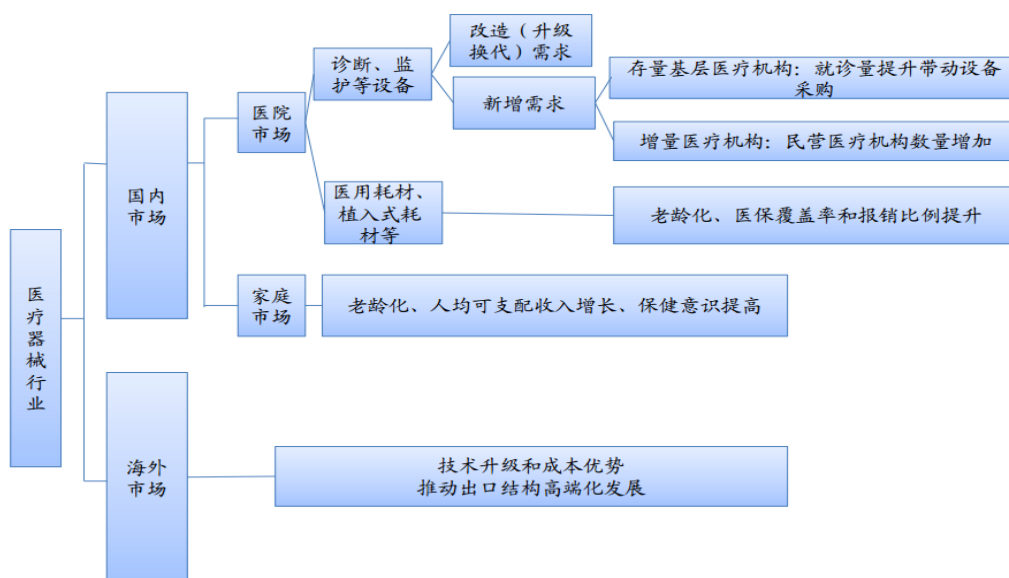 医疗器械行业
国内
市场
医院
市场
诊断、监
护等设备
改造（升级
换代）需求
新增需求
存量基层医疗机构：就诊量提升带动设备
采购
增量医疗机构：民营医疗机构数量增加
医用耗材、
植入式耗
材等
老龄化、医保覆盖率和报销比例提升
家庭
市场
老龄化、人均可支配收入增长、保健意识提高
海外
市场
技术升级和成本优势
推动出口结构高端化发展